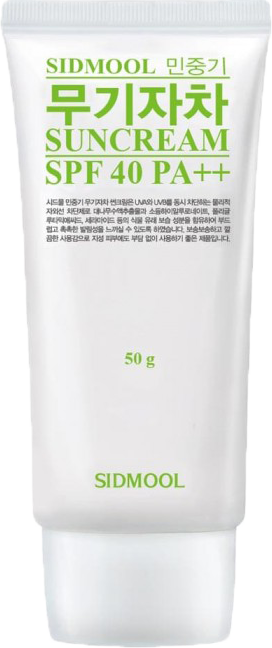 SIDMOOL 민중기
무기자차
SUNCREAM
SPF 40 PA++
시드물 민중기 무기자차 썬크림은 UVA와 UVB를 동시 차단하는 물리적
자외선 차단제로 대나무수액추출물과 소듐하이알루로네이트, 폴리글
루타믹애씨드, 세라마이드 등의 식물 유래 보습 성분을 함유하여 부드
럽고 촉촉한 발림성을 느끼실 수 있도록 하였습니다. 보송보송하고 깔
끔한 사용감으로 지성 피부에도 부담 없이 사용하기 좋은 제품입니다.
50 g
SIDMOOL